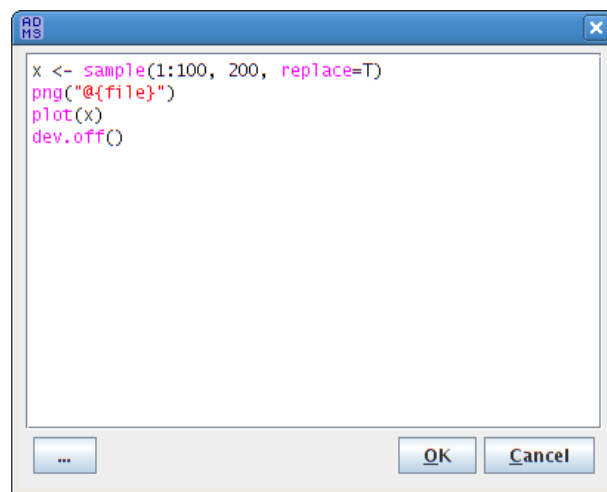 AD
MS
x <- sample(1:100, 200, replace=T)
png("@{file}")
plot(x)
dev.off()
...
OK
Cancel